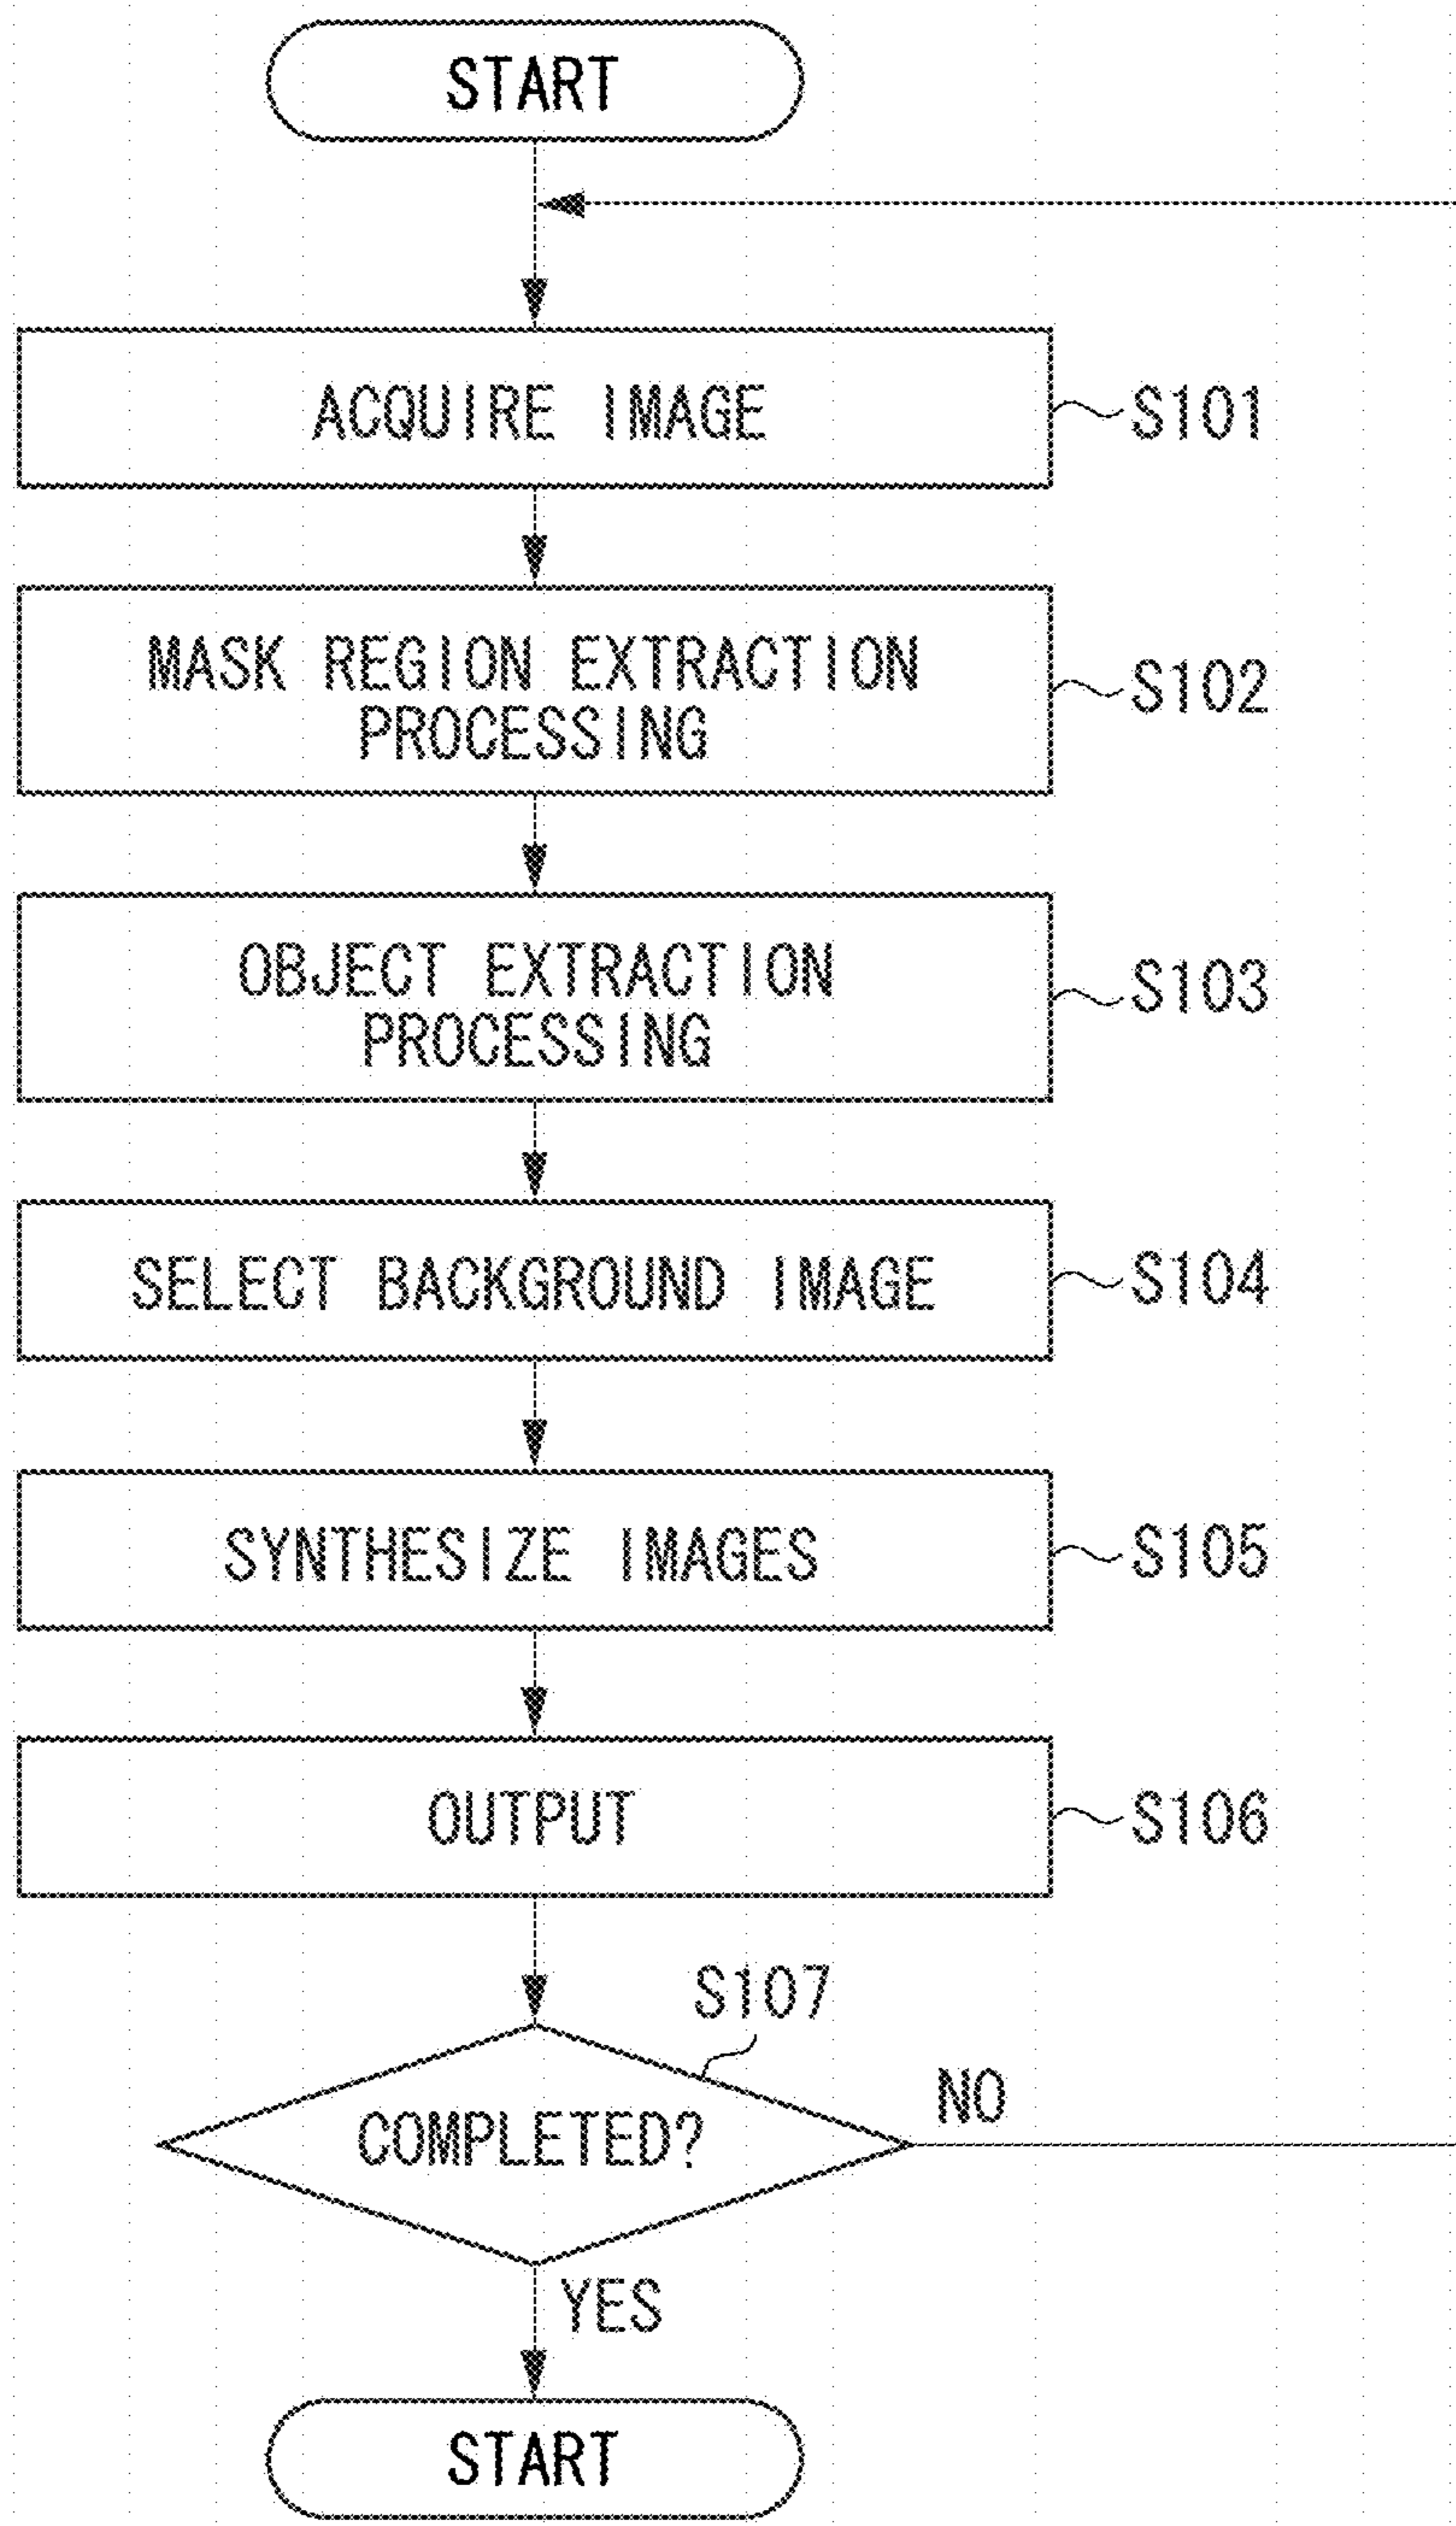 START
ACQUIRE IMAGE
S101
MASK REGION EXTRACTION
PROCESSING
S102
OBJECT EXTRACTION
PROCESSING
S103
SELECT BACKGROUND IMAGE
S104
SYNTHESIZE IMAGES
S105
OUTPUT
S106
S107
COMPLETED?
NO
YES
START